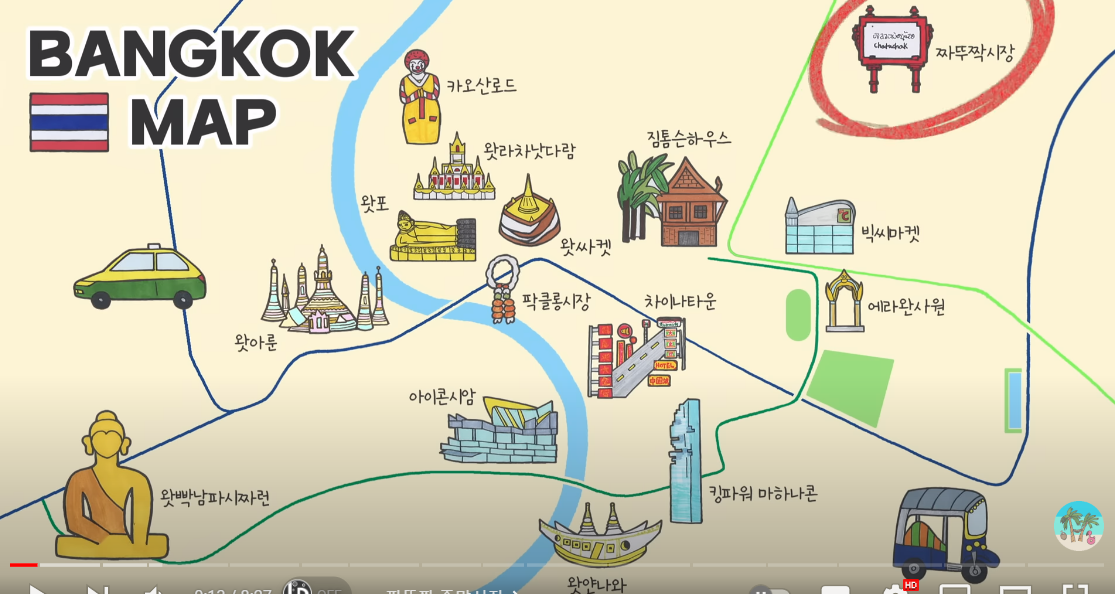 BANGKOK
MAP
카오산로드
왓라차낫다람
짐톰슨하우스
Chatuchak
짜뚜짝시장
왓포
왓싸켓
빅씨마켓
왓아룬
팍클롱시장
차이나타운
에라완사원
HOTEL
아이콘시암
왓빡남파시짜런
킹파워 마하나콘
왓얀나와
HD